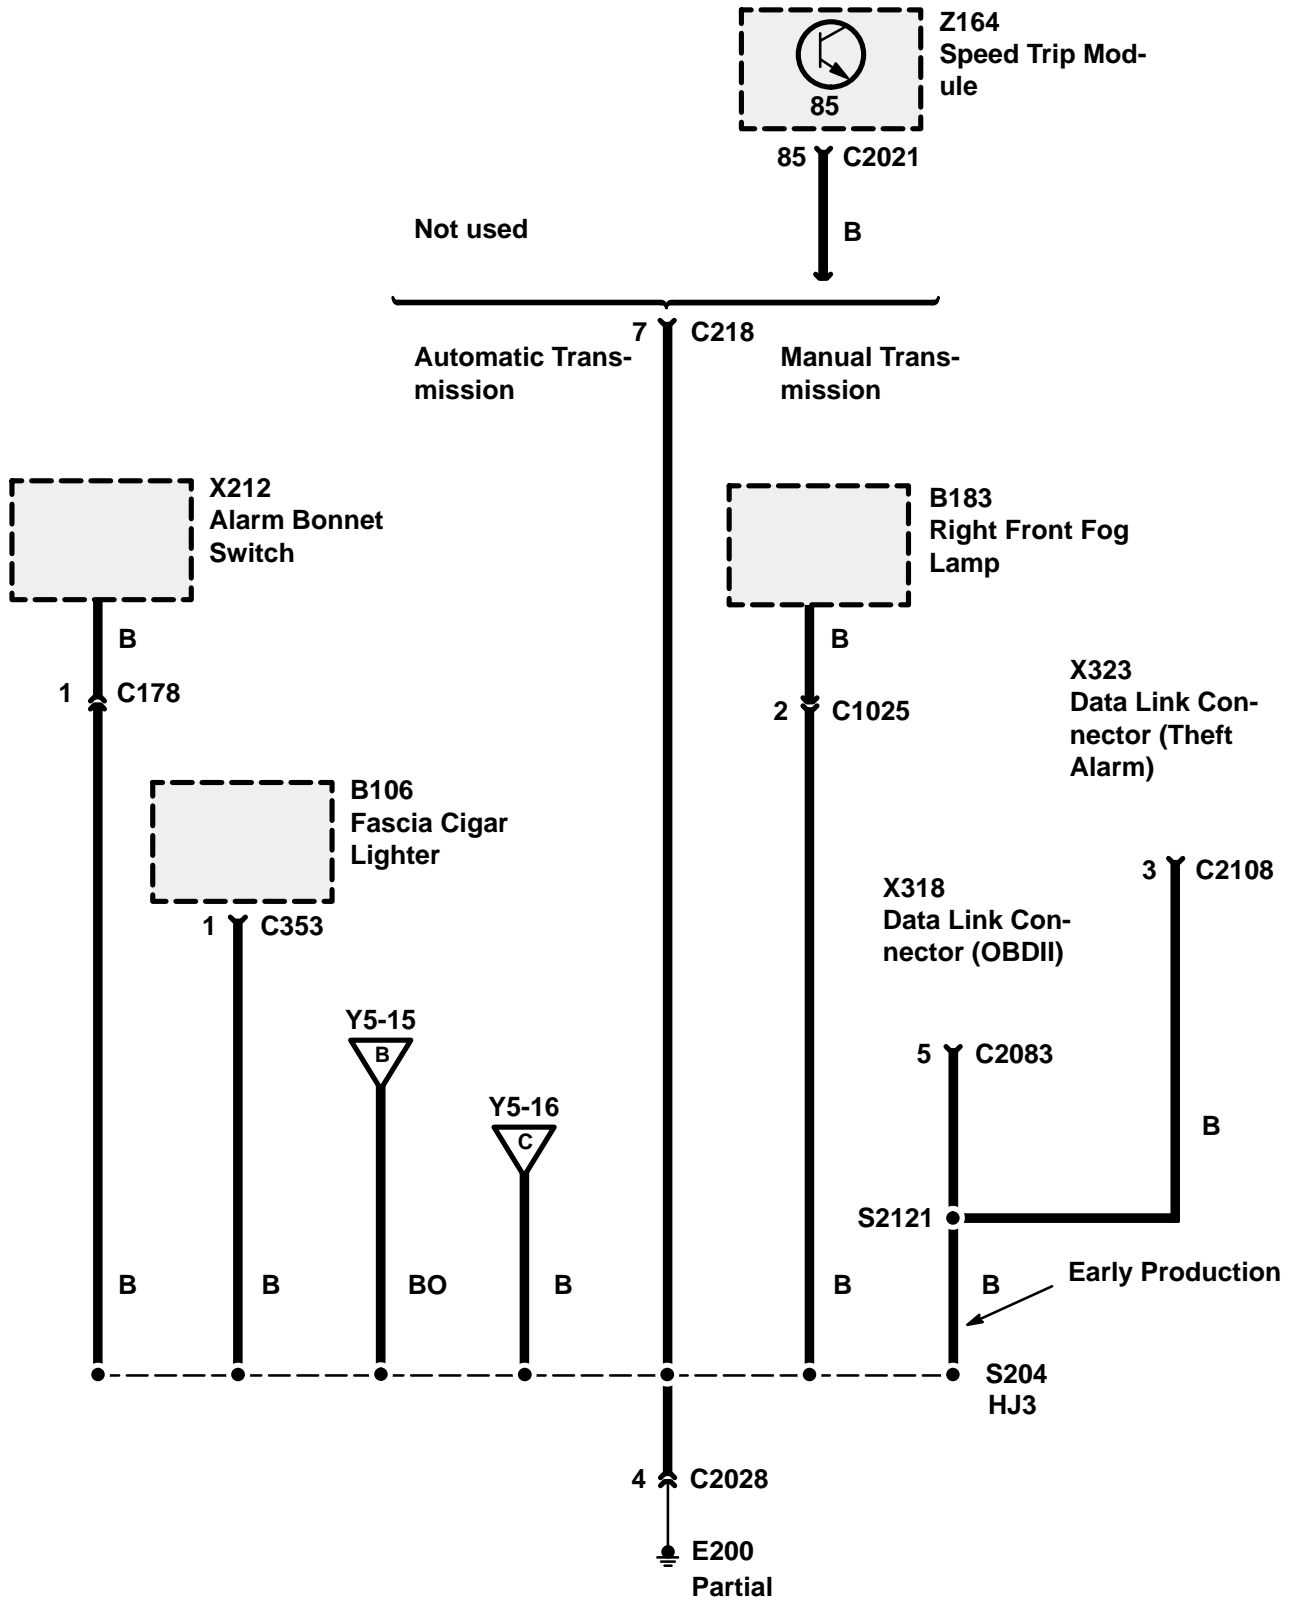 Z164
Speed Trip Mod-
ule
85
85 C2021
Not used
B
7 C218
Automatic Trans-
mission
Manual Trans-
mission
X212
Alarm Bonnet
Switch
B183
Right Front Fog
Lamp
B
B
1 C178
2 C1025
X323
Data Link Con-
nector (Theft
Alarm)
B106
Fascia Cigar
Lighter
3 C2108
X318
Data Link Con-
nector (OBDII)
1 C353
Y5-15
B
5 C2083
Y5-16
C
B
S2121
Early Production
B
B
BO
B
B
B
S204
HJ3
4 C2028
E200
Partial